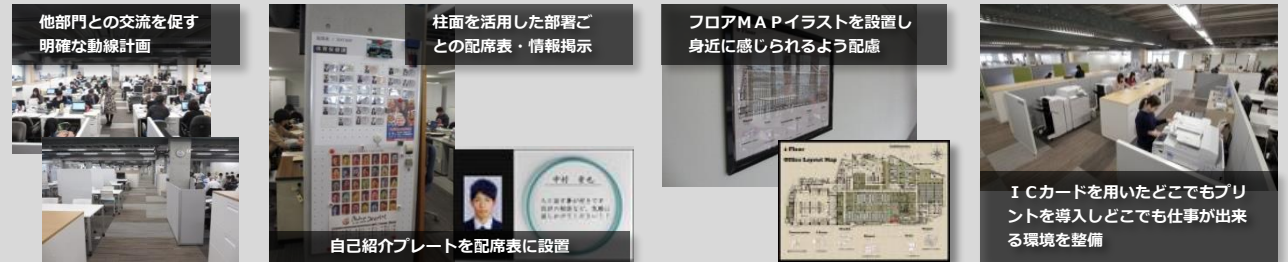 他部門との交流を促す
明確な動線計画
柱面を活用した部署ご
との配席表・情報掲示
自己紹介プレートを配席表に設置
フロアMAPイラストを設置し
身近に感じられるよう配慮
Office Layout Map
ICカードを用いたどこでもプリ
ントを導入しどこでも仕事が出来
る環境を整備